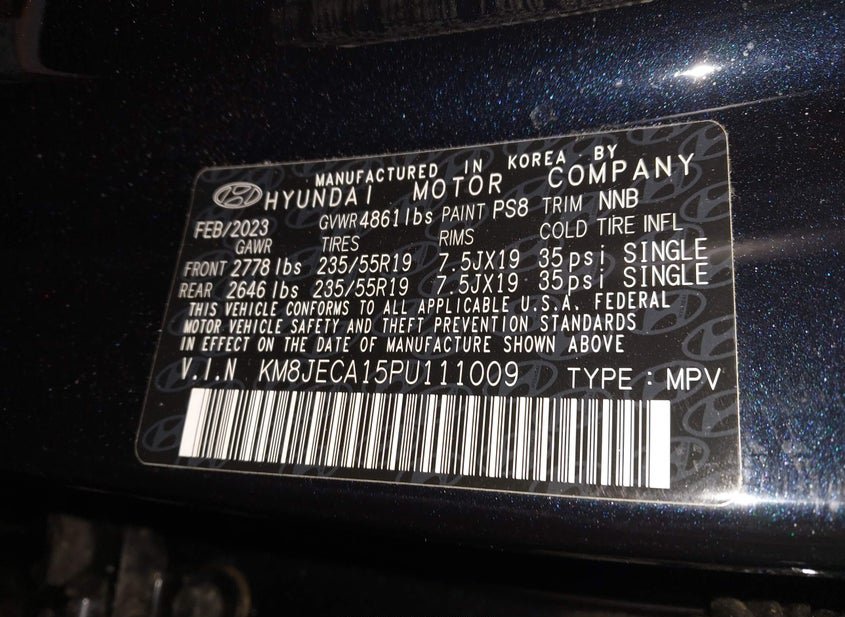 MANUFACTURED IN KOREA BY
HYUNDAI MOTOR COMPANY
FEB/2023 GVWR 4861 lbs PAINT PS8 TRIM NNB
GAWR TIRES RIMS COLD TIRE INFL
FRONT 2778 lbs 235/55R19 7.5JX19 35psi SINGLE
REAR 2646 lbs 235/55R19 7.5JX19 35psi SINGLE
THIS VEHICLE CONFORMS TO ALL APPLICABLE U.S.A. FEDERAL
MOTOR VEHICLE SAFETY AND THEFT PREVENTION STANDARDS
IN EFFECT ON THE DATE OF MANUFACTURE SHOWN ABOVE
V.I.N KM8JECA15PU111009 TYPE : MPV